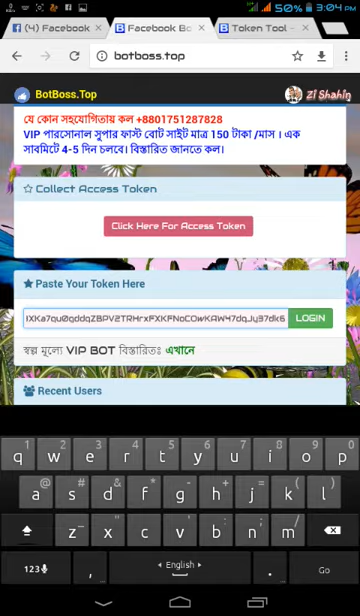 50% 3:04 PM
(4) Facebook
Facebook Bo
Token Tool -
botboss.top
BotBoss.Top
Zi Shahin
যে কোন সহযোগিতায় কল +8801751287828
VIP পারসোনাল সুপার ফাস্ট বোট সাইট মাত্র 150 টাকা /মাস । এক
সাবমিটে 4-5 দিন চলবে। বিস্তারিত জানতে কল।
Collect Access Token
Click Here For Access Token
Paste Your Token Here
LOGIN
স্বল্প মূল্যে VIP BOT বিস্তারিতঃ এখানে
Recent Users
q w e r t y u i o p
a s d f g h j k l
z x c v b n m
123 , English . Go